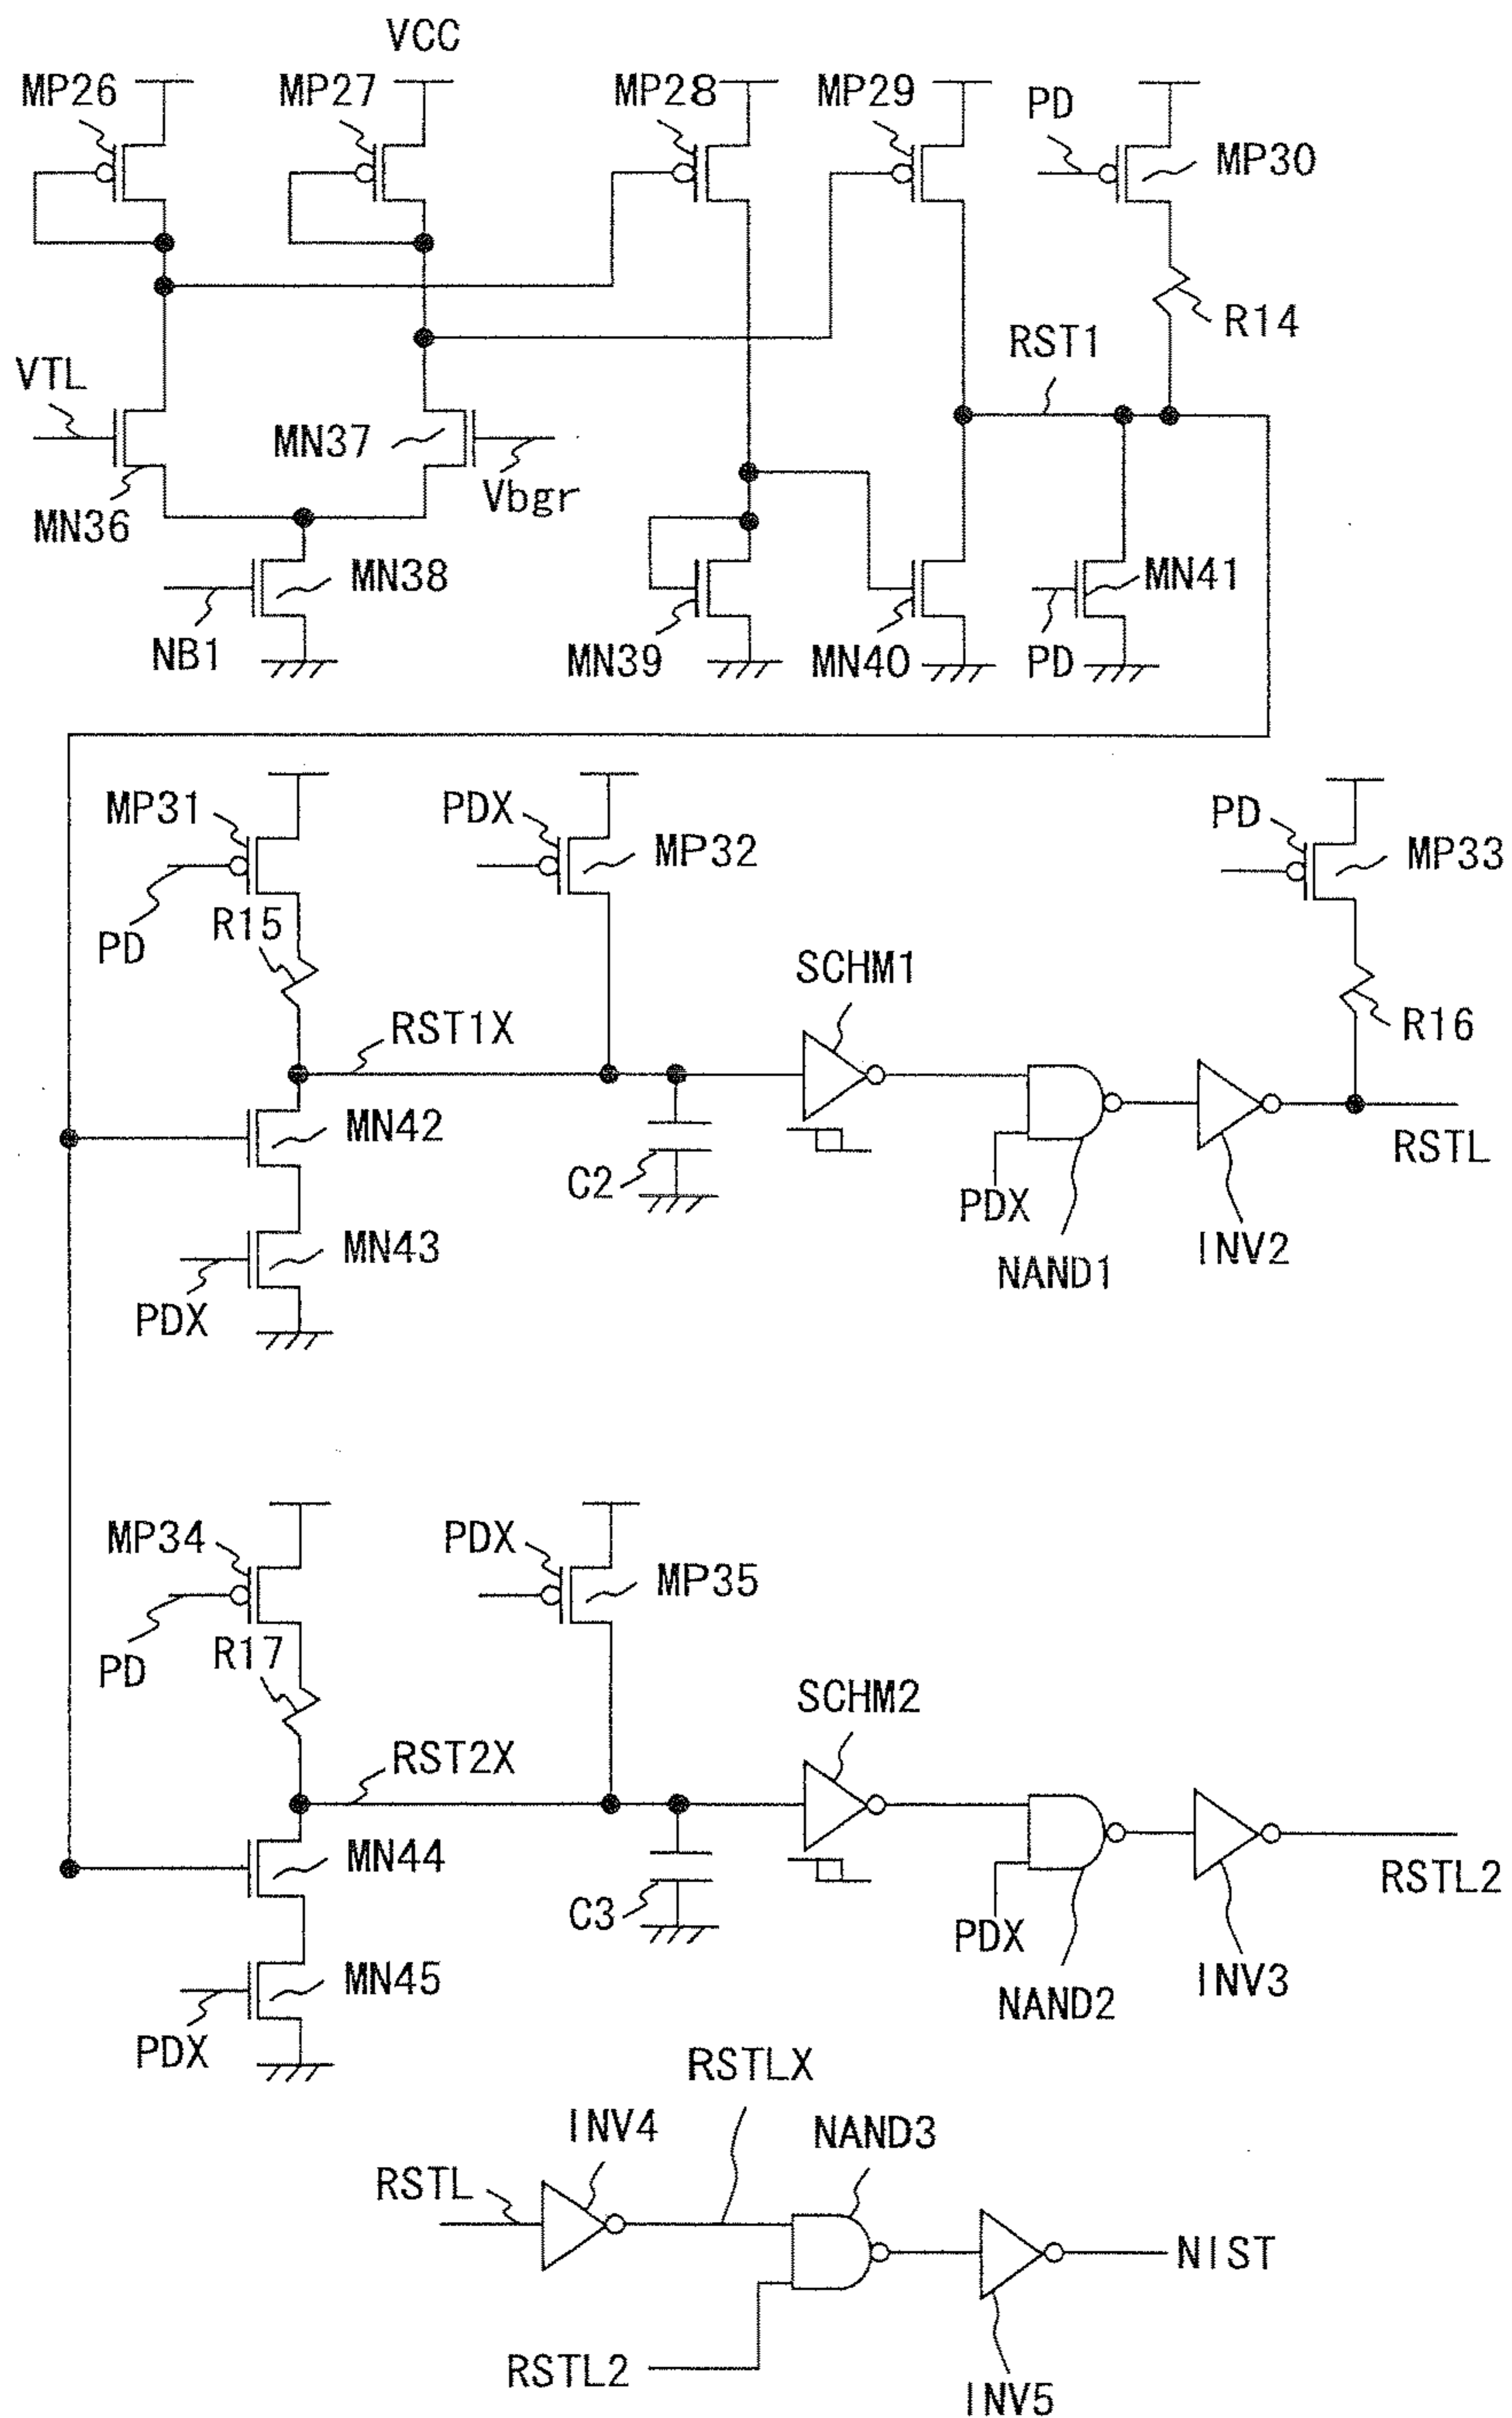 VCC
MP26
MP27
MP28
MP29
PD
MP30
R14
RST1
VTL
MN37
Vbgr
MN36
MN38
MN41
NB1
MN39
MN40
PD
MP31
PDX
MP32
PD
MP33
PD
R15
SCHM1
R16
RST1X
MN42
C2
PDX
RSTL
MN43
NAND1
INV2
PDX
MP34
PDX
MP35
PD
R17
SCHM2
RST2X
MN44
C3
PDX
RSTL2
MN45
NAND2
INV3
PDX
RSTLX
INV4
NAND3
RSTL
NIST
RSTL2
INV5